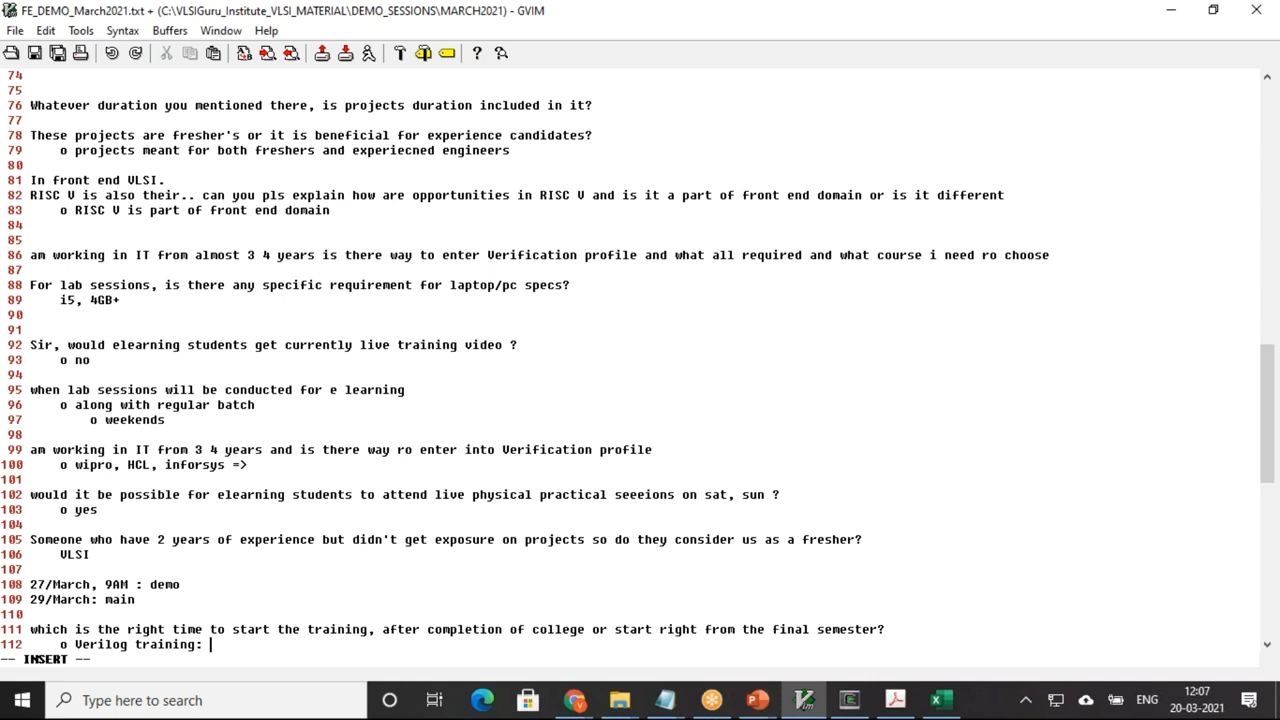 FE_DEMO_March2021.txt + (C:\VLSIGuru_Institute_VLSI_MATERIAL\DEMO_SESSIONS\MARCH2021) - GVIM
File Edit Tools Syntax Buffers Window Help
74
75
76 Whatever duration you mentioned there, is projects duration included in it?
77
78 These projects are fresher's or it is beneficial for experience candidates?
79 o projects meant for both freshers and experiecned engineers
80
81 In front end VLSI.
82 RISC V is also their.. can you pls explain how are opportunities in RISC V and is it a part of front end domain or is it different
83 o RISC V is part of front end domain
84
85
86 am working in IT from almost 3 4 years is there way to enter Verification profile and what all required and what course i need ro choose
87
88 For lab sessions, is there any specific requirement for laptop/pc specs?
89 i5, 4GB+
90
91
92 Sir, would elearning students get currently live training video ?
93 o no
94
95 when lab sessions will be conducted for e learning
96 o along with regular batch
97 o weekends
98
99 am working in IT from 3 4 years and is there way ro enter into Verification profile
100 o wipro, HCL, inforsys =>
101
102 would it be possible for elearning students to attend live physical practical seeeions on sat, sun ?
103 o yes
104
105 Someone who have 2 years of experience but didn't get exposure on projects so do they consider us as a fresher?
106 VLSI
107
108 27/March, 9AM : demo
109 29/March: main
110
111 which is the right time to start the training, after completion of college or start right from the final semester?
112 o Verilog training:
-- INSERT --
Type here to search
ENG
12:07
20-03-2021